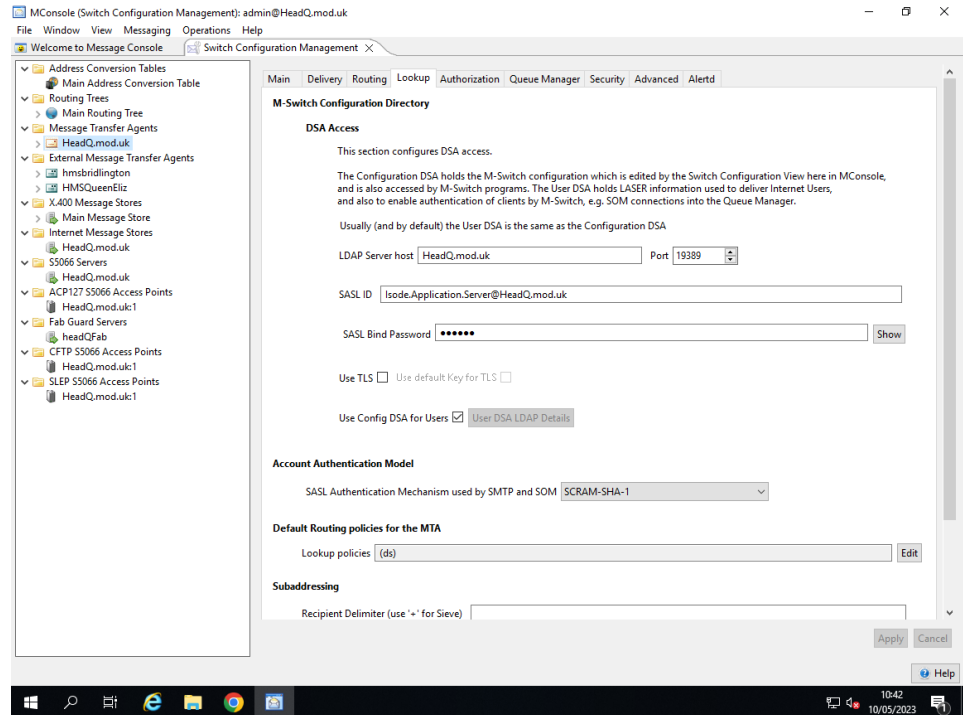 MConsole (Switch Configuration Management): admin@HeadQ.mod.uk
File Window View Messaging Operations Help
Welcome to Message Console
Switch Configuration Management
Address Conversion Tables
Main Address Conversion Table
Routing Trees
Main Routing Tree
Message Transfer Agents
HeadQ.mod.uk
External Message Transfer Agents
hmsbridlington
HMSQueenEliz
X.400 Message Stores
Main Message Store
Internet Message Stores
HeadQ.mod.uk
S5066 Servers
HeadQ.mod.uk
ACP127 S5066 Access Points
HeadQ.mod.uk:1
Fab Guard Servers
headQFab
CFTP S5066 Access Points
HeadQ.mod.uk:1
SLEP S5066 Access Points
HeadQ.mod.uk:1
Main Delivery Routing Lookup Authorization Queue Manager Security Advanced Alertd
M-Switch Configuration Directory
DSA Access
This section configures DSA access.
The Configuration DSA holds the M-Switch configuration which is edited by the Switch Configuration View here in MConsole,
and is also accessed by M-Switch programs. The User DSA holds LASER information used to deliver Internet Users,
and also to enable authentication of clients by M-Switch, e.g. SOM connections into the Queue Manager.
Usually (and by default) the User DSA is the same as the Configuration DSA
LDAP Server host HeadQ.mod.uk Port 19389
SASL ID Isode.Application.Server@HeadQ.mod.uk
SASL Bind Password ●●●●●● Show
Use TLS Use default Key for TLS
Use Config DSA for Users User DSA LDAP Details
Account Authentication Model
SASL Authentication Mechanism used by SMTP and SOM SCRAM-SHA-1
Default Routing policies for the MTA
Lookup policies (ds) Edit
Subaddressing
Recipient Delimiter (use '+' for Sieve)
Apply Cancel
Help
10:42
10/05/2023
1